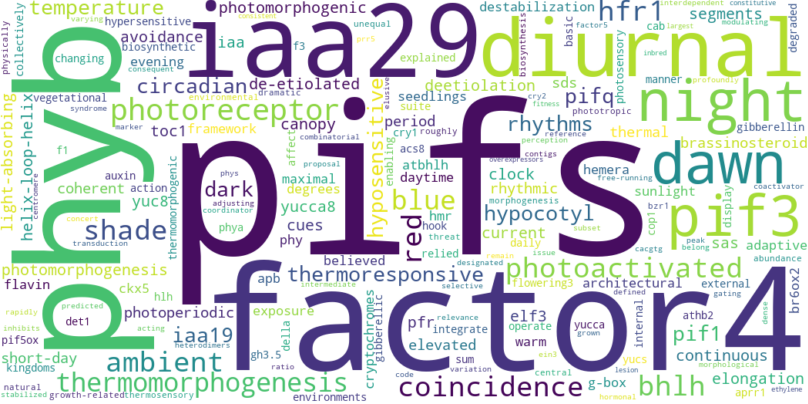 temperature
photomorphogenic
iaa29
destabilization
hfr1
varying
consistent
interdependent
constitutive
factor5
largest
modulating
hypersensitive
unequal
cab
segments
degraded
physically
collectively
avoidance
iaa
f3
prr5
basic
biosynthesis
inbred
biosynthetic
evening
explained
diurnal
changing
consequent
dramatic
elusive
manner
profoundly
circadian
de-etiolated
deetiolation
sds
photosensory
night
light-absorbing
vegetational
environmental
hyposensitive
seedlings
pifq
cry2
fitness
phototropic
syndrome
photoreceptor
suite
period
roughly
thermal
gibberellin
helix_loop-helix
centromere
marker
combinatorial
canopy
cry1
rhythms
reference
brassinosteroid
toc1
framework
enabling
acs8
perception
overexpressors
f1
proposal
affects
atbhlh
contigs
hemera
dawn
phyb
auxin
phys
maximal
daytime
clock
free-running
coherent
action
dark
degrees
blue
rhythmic
morphogenesis
sunlight
coactivator
yuc8
adjusting
yucca8
hmr
hypocotyl
cop1
display
bzr1
pif3
thermomorphogenic
coordinator
cues
red
hook
threat
current
sas
adaptive
shade
concert
phya
phy
relied
daily
issue
cacgtg
peak
belong
abundance
transduction
believed
subset
designated
remain
photomorphogenesis
pifs
thermoresponsive
photoactivated
flavin
ckx5
predicted
hlh
apb
intermediate
selective
flowering3
architectural
external
gating
br6ox2
rapidly
inhibits
det1
photoperiodic
exposure
cryptochromes
gibberellic
pfr
relevance
elf3
yucca
defined
athb2
pif1
dense
pif5ox
acting
iaa19
heterodimers
della
integrate
operate
internal
continuous
short-day
kingdoms
ambient
factor4
gh3.5
elevated
warm
yucs
grown
morphological
sum
ein3
g-box
bhlh
elongation
natural
thermomorphogenesis
ratio
code
variation
central
lesion
aprr1
stabilized
growth-related
thermosensory
environments
coincidence
hormonal
ethylene